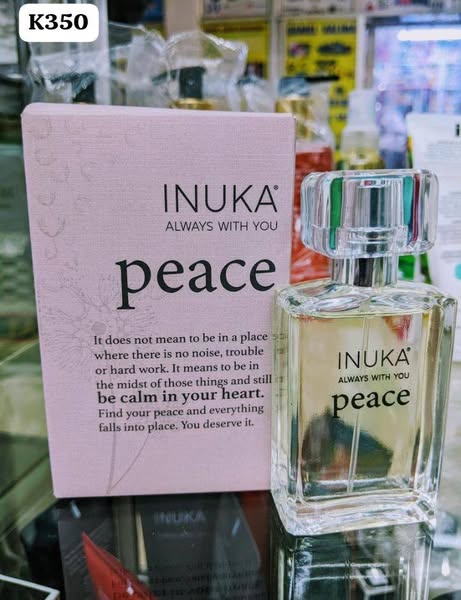 K350
INUKA®
ALWAYS WITH YOU
peace
It does not mean to be in a place
where there is no noise, trouble
or hard work. It means to be in
the midst of those things and still
be calm in your heart.
Find your peace and everything
falls into place. You deserve it.
INUKA®
ALWAYS WITH YOU
peace
INUKA